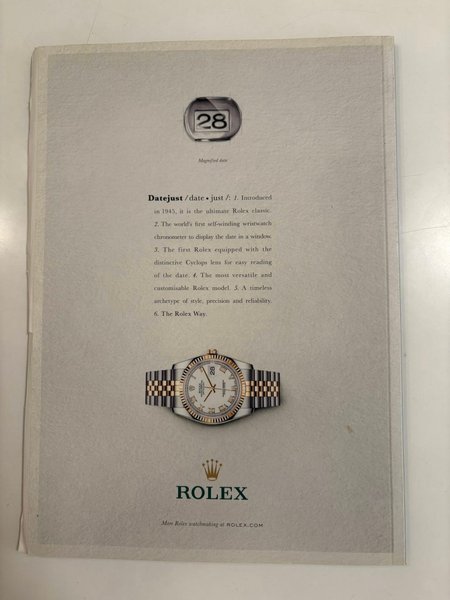 28
Magnified date
Datejust /date • just /: 1. Introduced
in 1945, it is the ultimate Rolex classic.
2. The world's first self-winding wristwatch
chronometer to display the date in a window.
3. The first Rolex equipped with the
distinctive Cyclops lens for easy reading
of the date. 4. The most versatile and
customisable Rolex model. 5. A timeless
archetype of style, precision and reliability.
6. The Rolex Way.
28
ROLEX
More Rolex watchmaking at ROLEX.COM